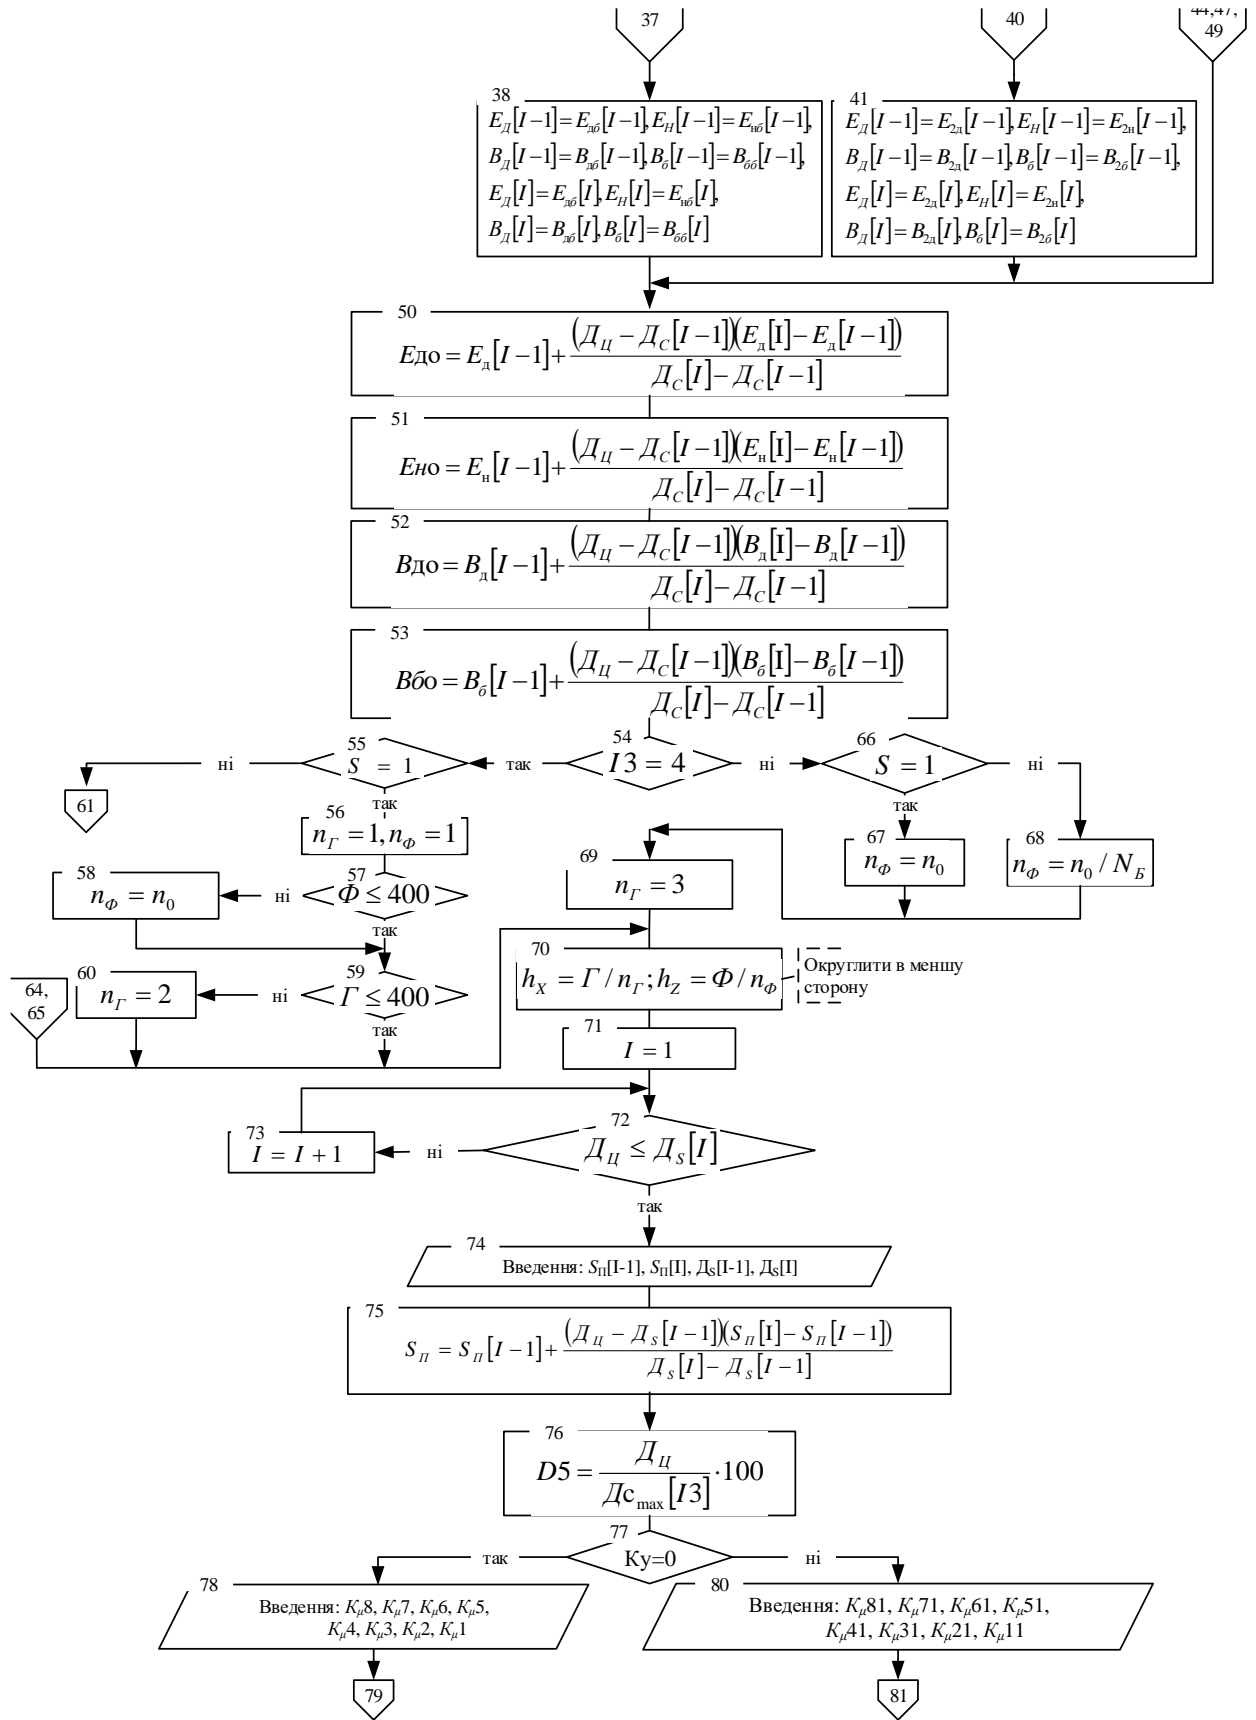 37
40
44,47,
49
38
E_Д[I−1]=E_дб[I−1], E_Н[I−1]=E_нб[I−1],
B_Д[I−1]=B_дб[I−1], B_б[I−1]=B_бб[I−1],
E_Д[I]=E_дб[I], E_Н[I]=E_нб[I],
B_Д[I]=B_дб[I], B_б[I]=B_бб[I]
41
E_Д[I−1]=E_2д[I−1], E_Н[I−1]=E_2н[I−1],
B_Д[I−1]=B_2д[I−1], B_б[I−1]=B_2б[I−1],
E_Д[I]=E_2д[I], E_Н[I]=E_2н[I],
B_Д[I]=B_2д[I], B_б[I]=B_2б[I]
50
Eдо = E_д[I−1]+ (Д_Ц − Д_С[I−1])(E_д[I]− E_д[I−1])
Д_С[I]− Д_С[I−1]
51
Eно = E_н[I−1]+ (Д_Ц − Д_С[I−1])(E_н[I]− E_н[I−1])
Д_С[I]− Д_С[I−1]
52
Bдо = B_д[I−1]+ (Д_Ц − Д_С[I−1])(B_д[I]− B_д[I−1])
Д_С[I]− Д_С[I−1]
53
Bбо = B_б[I−1]+ (Д_Ц − Д_С[I−1])(B_б[I]− B_б[I−1])
Д_С[I]− Д_С[I−1]
ні
55
S = 1
так
54
I3 = 4
ні
66
S = 1
ні
61
так
так
56
n_Г = 1, n_Ф = 1
67
n_Ф = n_0
68
n_Ф = n_0 / N_Б
69
n_Г = 3
58
n_Ф = n_0
ні
57
Ф ≤ 400
так
64,
65
60
n_Г = 2
ні
59
Г ≤ 400
так
70
h_X = Г / n_Г; h_Z = Ф / n_Ф
Округлити в меншу
сторону
71
I = 1
73
I = I + 1
ні
72
Д_Ц ≤ Д_S[I]
так
74
Введення: S_П[I-1], S_П[I], Д_S[I-1], Д_S[I]
75
S_П = S_П[I−1]+ (Д_Ц − Д_S[I−1])(S_П[I]− S_П[I−1])
Д_S[I]− Д_S[I−1]
76
D5 = Д_Ц
Дс_max[I3] ·100
так
77
Ку=0
ні
78
Введення: K_μ8, K_μ7, K_μ6, K_μ5,
K_μ4, K_μ3, K_μ2, K_μ1
80
Введення: K_μ81, K_μ71, K_μ61, K_μ51,
K_μ41, K_μ31, K_μ21, K_μ11
79
81